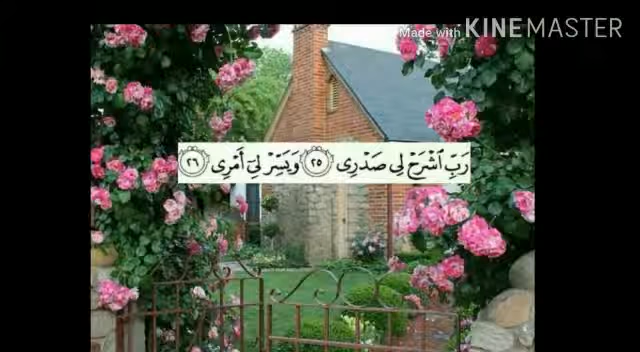 Made with KINEMASTER
رَبِّ ٱشْرَحْ لِي صَدْرِى ٢٥ وَيَسِّرْ لِىٓ أَمْرِى ٢٦